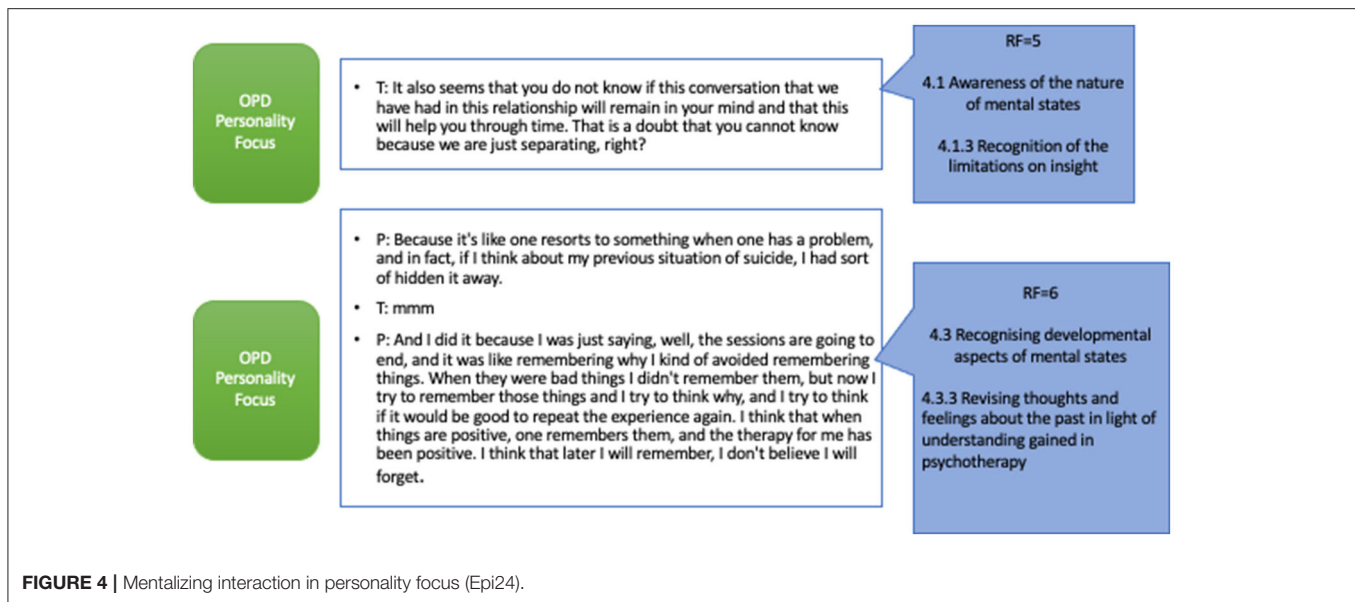 OPD
Personality
Focus
• T: It also seems that you do not know if this conversation that we
have had in this relationship will remain in your mind and that this
will help you through time. That is a doubt that you cannot know
because we are just separating, right?
RF=5
4.1 Awareness of the nature
of mental states
4.1.3 Recognition of the
limitations on insight
OPD
Personality
Focus
• P: Because it's like one resorts to something when one has a problem,
and in fact, if I think about my previous situation of suicide, I had sort
of hidden it away.
• T: mmm
• P: And I did it because I was just saying, well, the sessions are going to
end, and it was like remembering why I kind of avoided remembering
things. When they were bad things I didn't remember them, but now I
try to remember those things and I try to think why, and I try to think
if it would be good to repeat the experience again. I think that when
things are positive, one remembers them, and the therapy for me has
been positive. I think that later I will remember, I don't believe I will
forget.
RF=6
4.3 Recognising developmental
aspects of mental states
4.3.3 Revising thoughts and
feelings about the past in light of
understanding gained in
psychotherapy
FIGURE 4 | Mentalizing interaction in personality focus (Epi24).